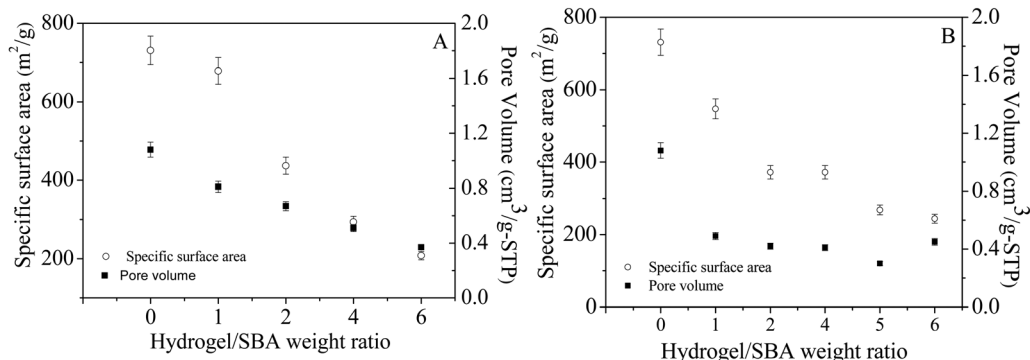 A
Specific surface area (m²/g)
800
600
400
200
2.0
1.6
1.2
0.8
0.4
0.0
Pore Volume (cm³/g-STP)
Specific surface area
Pore volume
0 1 2 4 6
Hydrogel/SBA weight ratio
B
Specific surface area (m²/g)
800
600
400
200
0
2.0
1.6
1.2
0.8
0.4
0.0
Pore Volume (cm³/g-STP)
Specific surface area
Pore volume
0 1 2 4 5 6
Hydrogel/SBA weight ratio